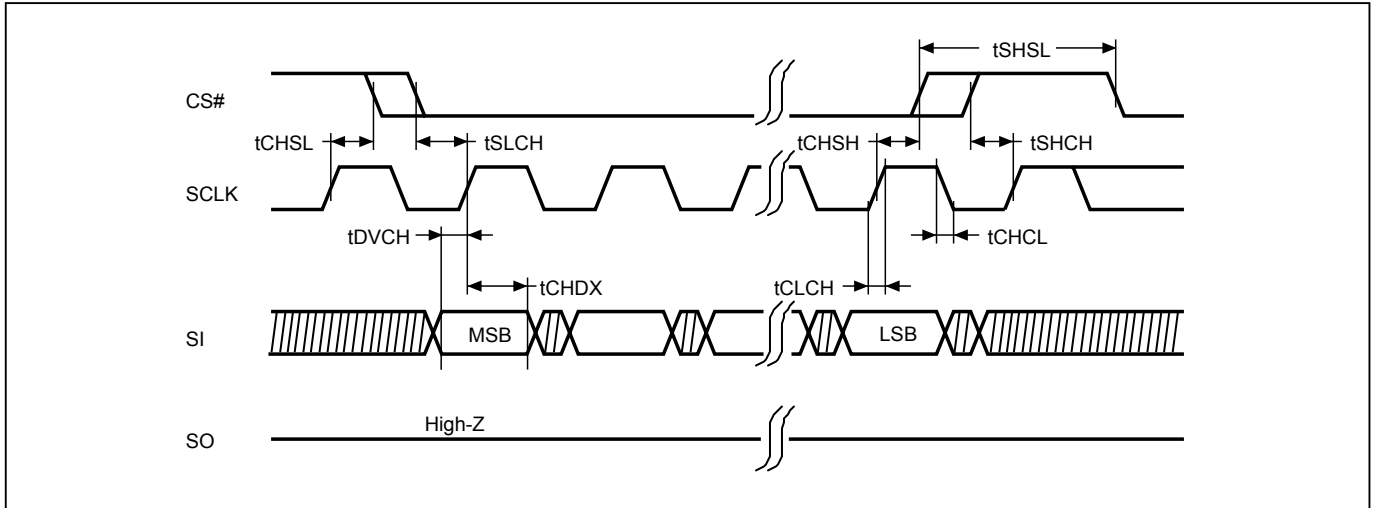 tSHSL
CS#
tCHSL
tSLCH
tCHSH
tSHCH
SCLK
tDVCH
tCHCL
tCHDX
tCLCH
SI
MSB
LSB
High-Z
SO